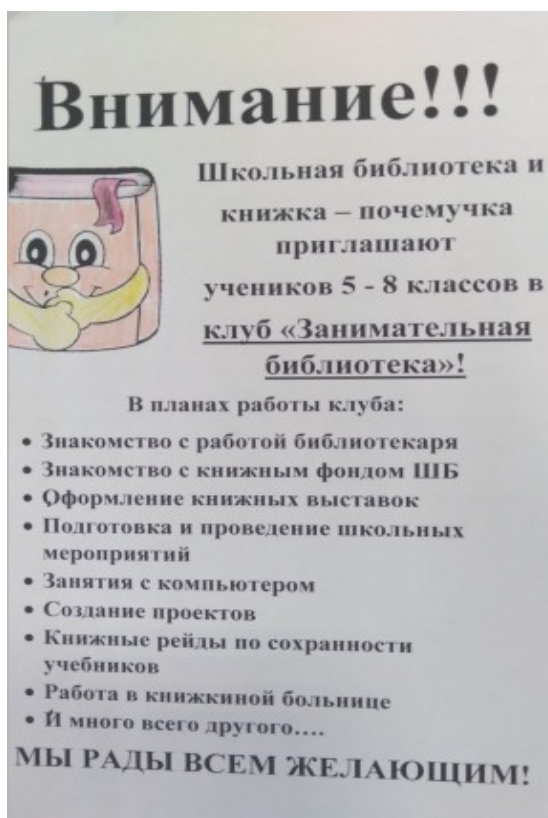 Внимание!!!
Школьная библиотека и
книжка – почемучка
приглашают
учеников 5 - 8 классов в
клуб «Занимательная
библиотека»!
В планах работы клуба:
• Знакомство с работой библиотекаря
• Знакомство с книжным фондом ШБ
• Оформление книжных выставок
• Подготовка и проведение школьных
мероприятий
• Занятия с компьютером
• Создание проектов
• Книжные рейды по сохранности
учебников
• Работа в книжкиной больнице
• И много всего другого....
МЫ РАДЫ ВСЕМ ЖЕЛАЮЩИМ!